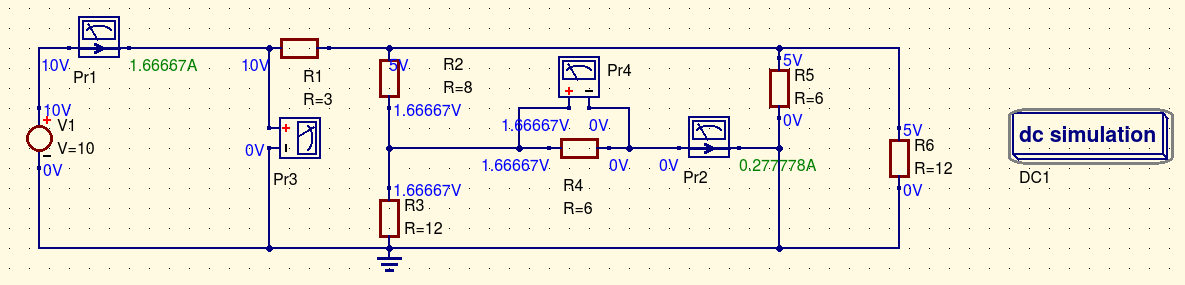 10V
Pr1
1.66667A
10V
R1
R=3
5V
R2
R=8
Pr4
5V
R5
R=6
10V
V1
V=10
0V
1.66667V
1.66667V
0V
0V
0V
Pr3
1.66667V
R3
R=12
1.66667V
0V
R4
R=6
0V
Pr2
0.277778A
5V
R6
R=12
0V
dc simulation
DC1